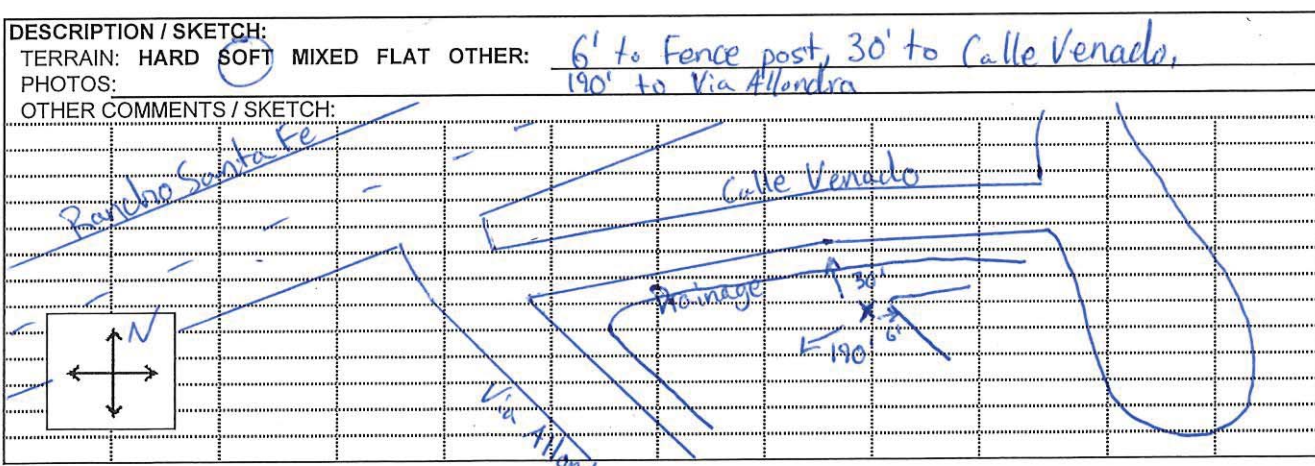 DESCRIPTION / SKETCH:
TERRAIN: HARD SOFT MIXED FLAT OTHER: 6' to Fence post, 30' to Calle Venado,
PHOTOS: 190' to Via Allondra
OTHER COMMENTS / SKETCH:
Rancho Santa Fe
Calle Venado
Drainage
30'
X
6'
190'
N
Via Allon